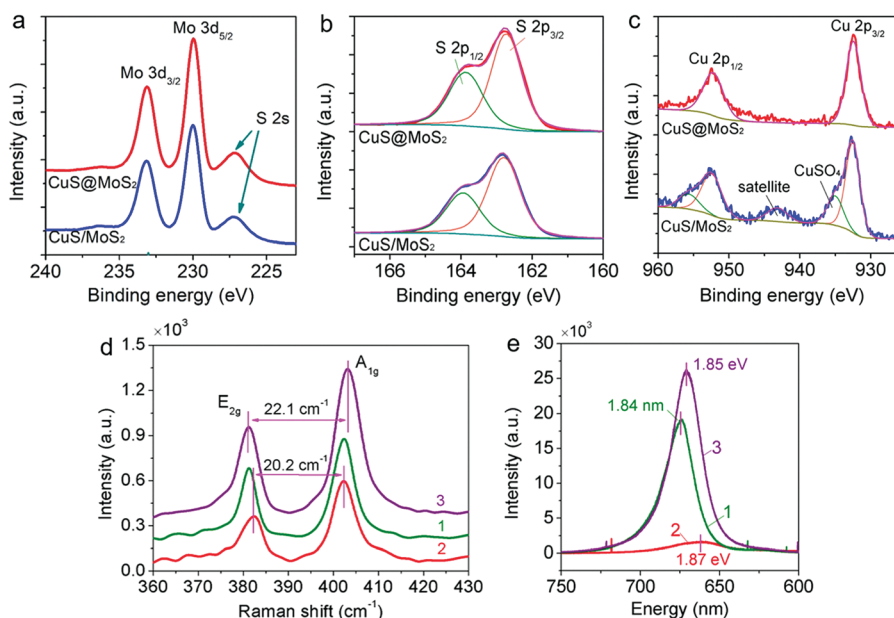 a
Mo 3d5/2
Mo 3d3/2
S 2s
CuS@MoS2
CuS/MoS2
Intensity (a.u.)
240 235 230 225
Binding energy (eV)
b
S 2p1/2
S 2p3/2
CuS@MoS2
CuS/MoS2
Intensity (a.u.)
166 164 162 160
Binding energy (eV)
c
Cu 2p3/2
Cu 2p1/2
CuS@MoS2
CuSO4
satellite
CuS/MoS2
Intensity (a.u.)
960 950 940 930
Binding energy (eV)
×10³
d
A1g
E2g
22.1 cm⁻¹
20.2 cm⁻¹
3
1
2
Intensity (a.u.)
1.5
1.2
0.9
0.6
0.3
0.0
360 370 380 390 400 410 420 430
Raman shift (cm⁻¹)
×10³
e
1.85 eV
1.84 nm
3
1
2
1.87 eV
Intensity (a.u.)
30
25
20
15
10
5
0
750 700 650 600
Energy (nm)